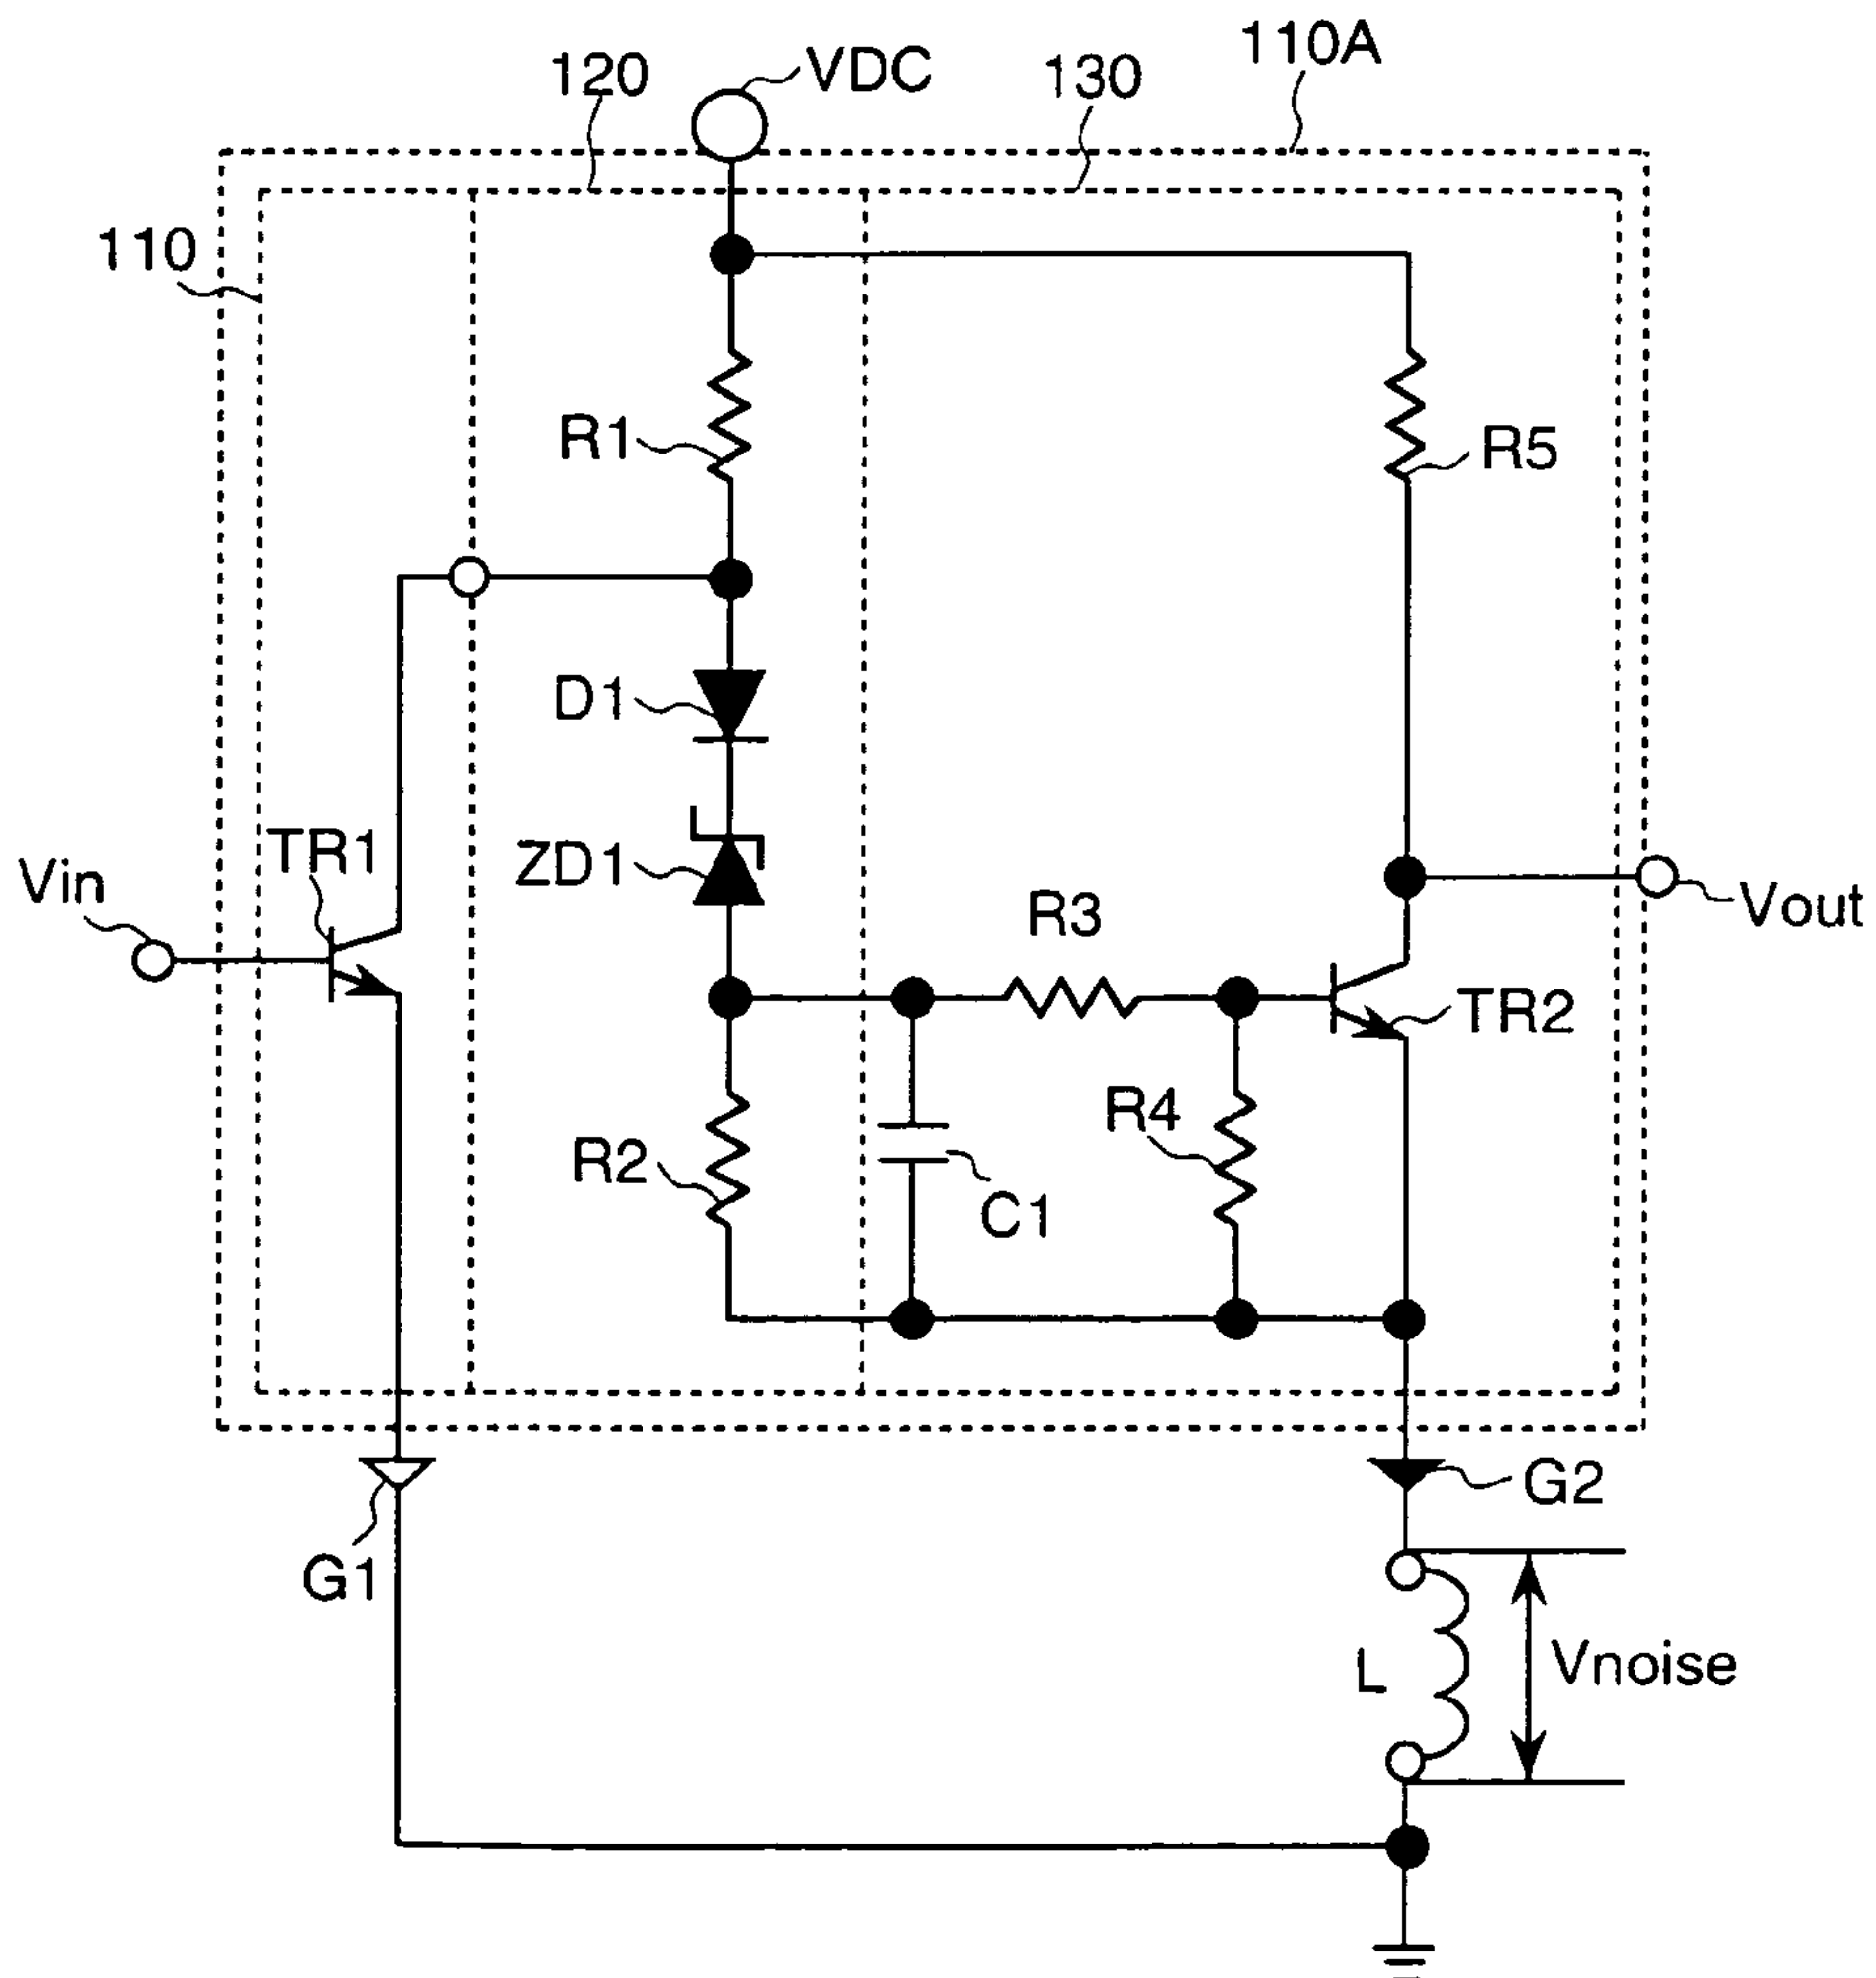 110A
VDC
120
130
110
R1
R5
D1
TR1
ZD1
Vin
R3
Vout
TR2
R4
R2
C1
G2
G1
L
Vnoise